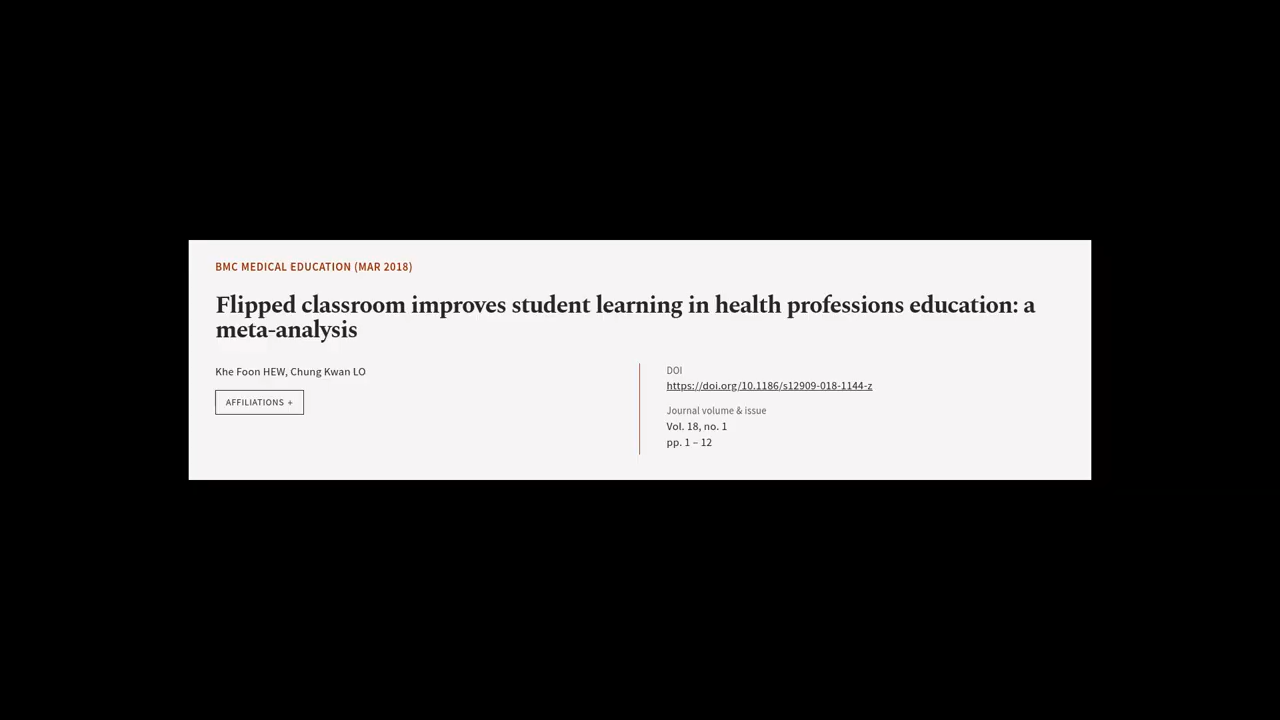 BMC MEDICAL EDUCATION (MAR 2018)
Flipped classroom improves student learning in health professions education: a
meta-analysis
Khe Foon HEW, Chung Kwan LO
AFFILIATIONS +
DOI
https://doi.org/10.1186/s12909-018-1144-z
Journal volume & issue
Vol. 18, no. 1
pp. 1 – 12